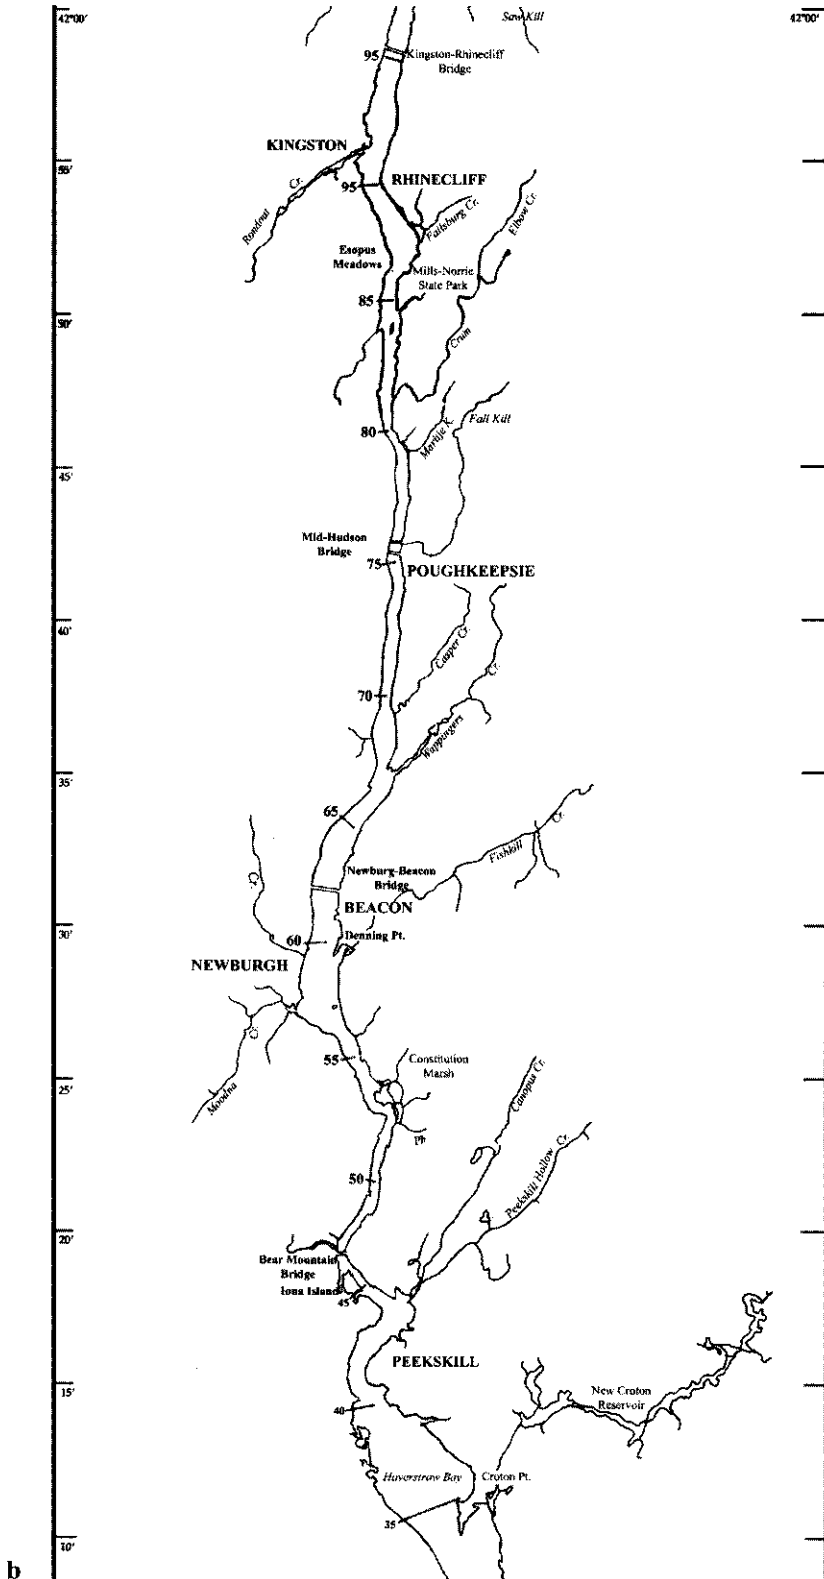 42°00'
Saw Kill
42°00'
95
Kingston-Rhinecliff
Bridge
KINGSTON
55'
Cr.
95
RHINECLIFF
Rondout
Fallsburg Cr.
Elbow Cr.
Esopus
Meadows
Mills-Norrie
State Park
85
50'
Crum
80
Fall Kill
45'
Mid-Hudson
Bridge
75
POUGHKEEPSIE
40'
Casper Cr.
Cr.
70
Wappingers
35'
65
Cr.
Fishkill
Newburg-Beacon
Bridge
Cr.
BEACON
30'
60
Denning Pt.
NEWBURGH
Cr.
55
Constitution
Marsh
25'
Moodna
Canopus Cr.
Ph
50
Peekskill Hollow Cr.
20'
Bear Mountain
Bridge
Iona Island
45
PEEKSKILL
15'
New Croton
Reservoir
40
Haverstraw Bay
Croton Pt.
35
10'
b